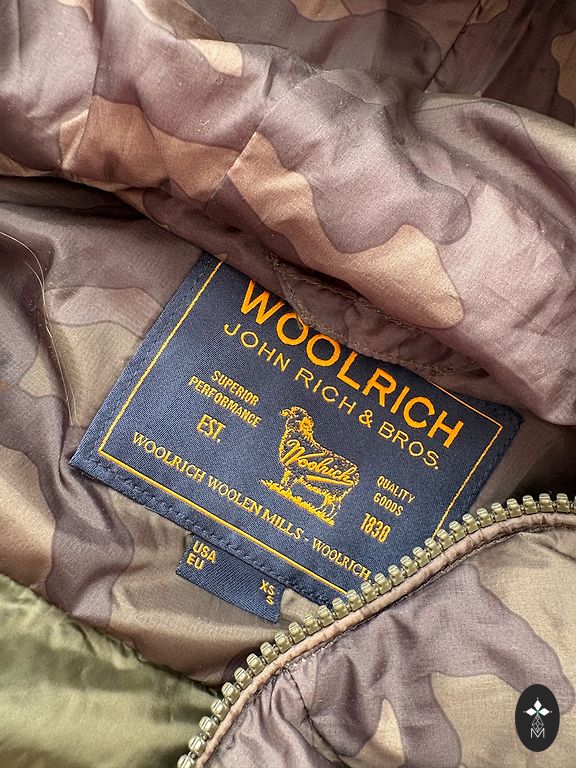 WOOLRICH
JOHN RICH & BROS.
SUPERIOR
PERFORMANCE
EST.
Woolrich
QUALITY
GOODS
1830
WOOLRICH WOOLEN MILLS · WOOLRICH
USA XS
EU S
M